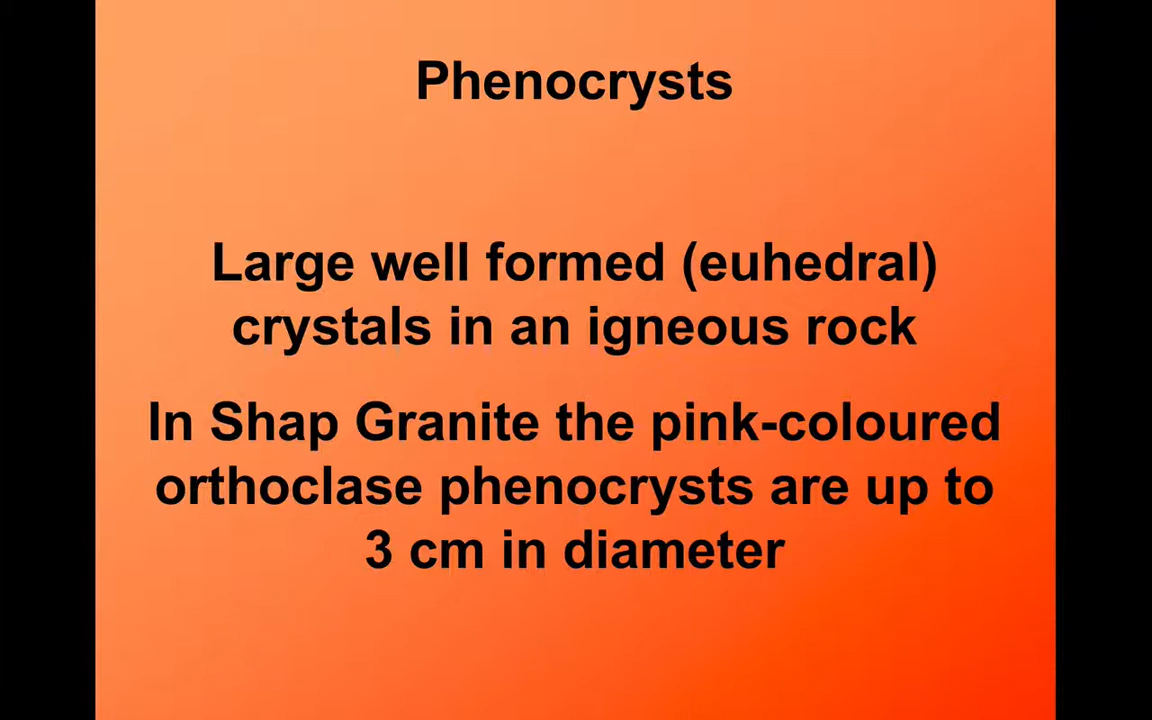 Phenocrysts
Large well formed (euhedral)
crystals in an igneous rock
In Shap Granite the pink-coloured
orthoclase phenocrysts are up to
3 cm in diameter